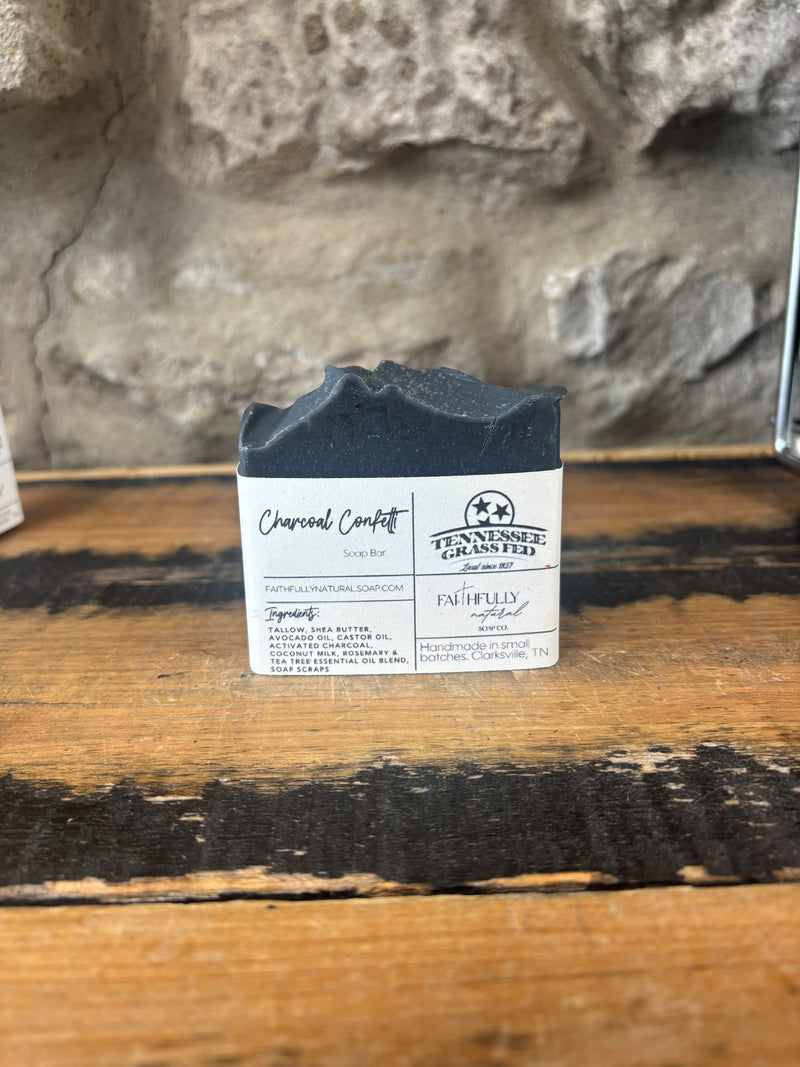 Charcoal Confetti
Soap Bar
FAITHFULLYNATURALSOAP.COM
Ingredients:
TALLOW, SHEA BUTTER,
AVOCADO OIL, CASTOR OIL,
ACTIVATED CHARCOAL,
COCONUT MILK, ROSEMARY &
TEA TREE ESSENTIAL OIL BLEND,
SOAP SCRAPS
TENNESSEE
GRASS FED
Local since 1837
FAITHFULLY
natural
SOAP CO.
Handmade in small
batches. Clarksville, TN